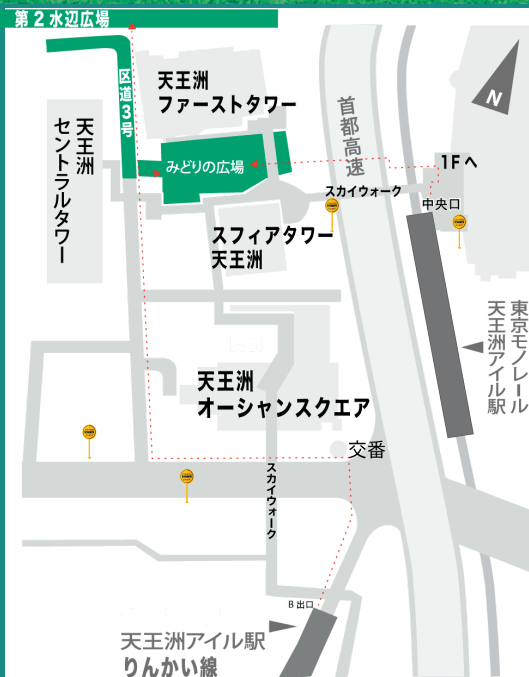 第2水辺広場
区道3号
天王洲
ファーストタワー
首都高速
N
天王洲
セントラルタワー
みどりの広場
1Fへ
スカイウォーク
中央口
スフィアタワー
天王洲
東京モノレール
天王洲アイル駅
天王洲
オーシャンスクエア
交番
スカイウォーク
B出口
天王洲アイル駅
りんかい線